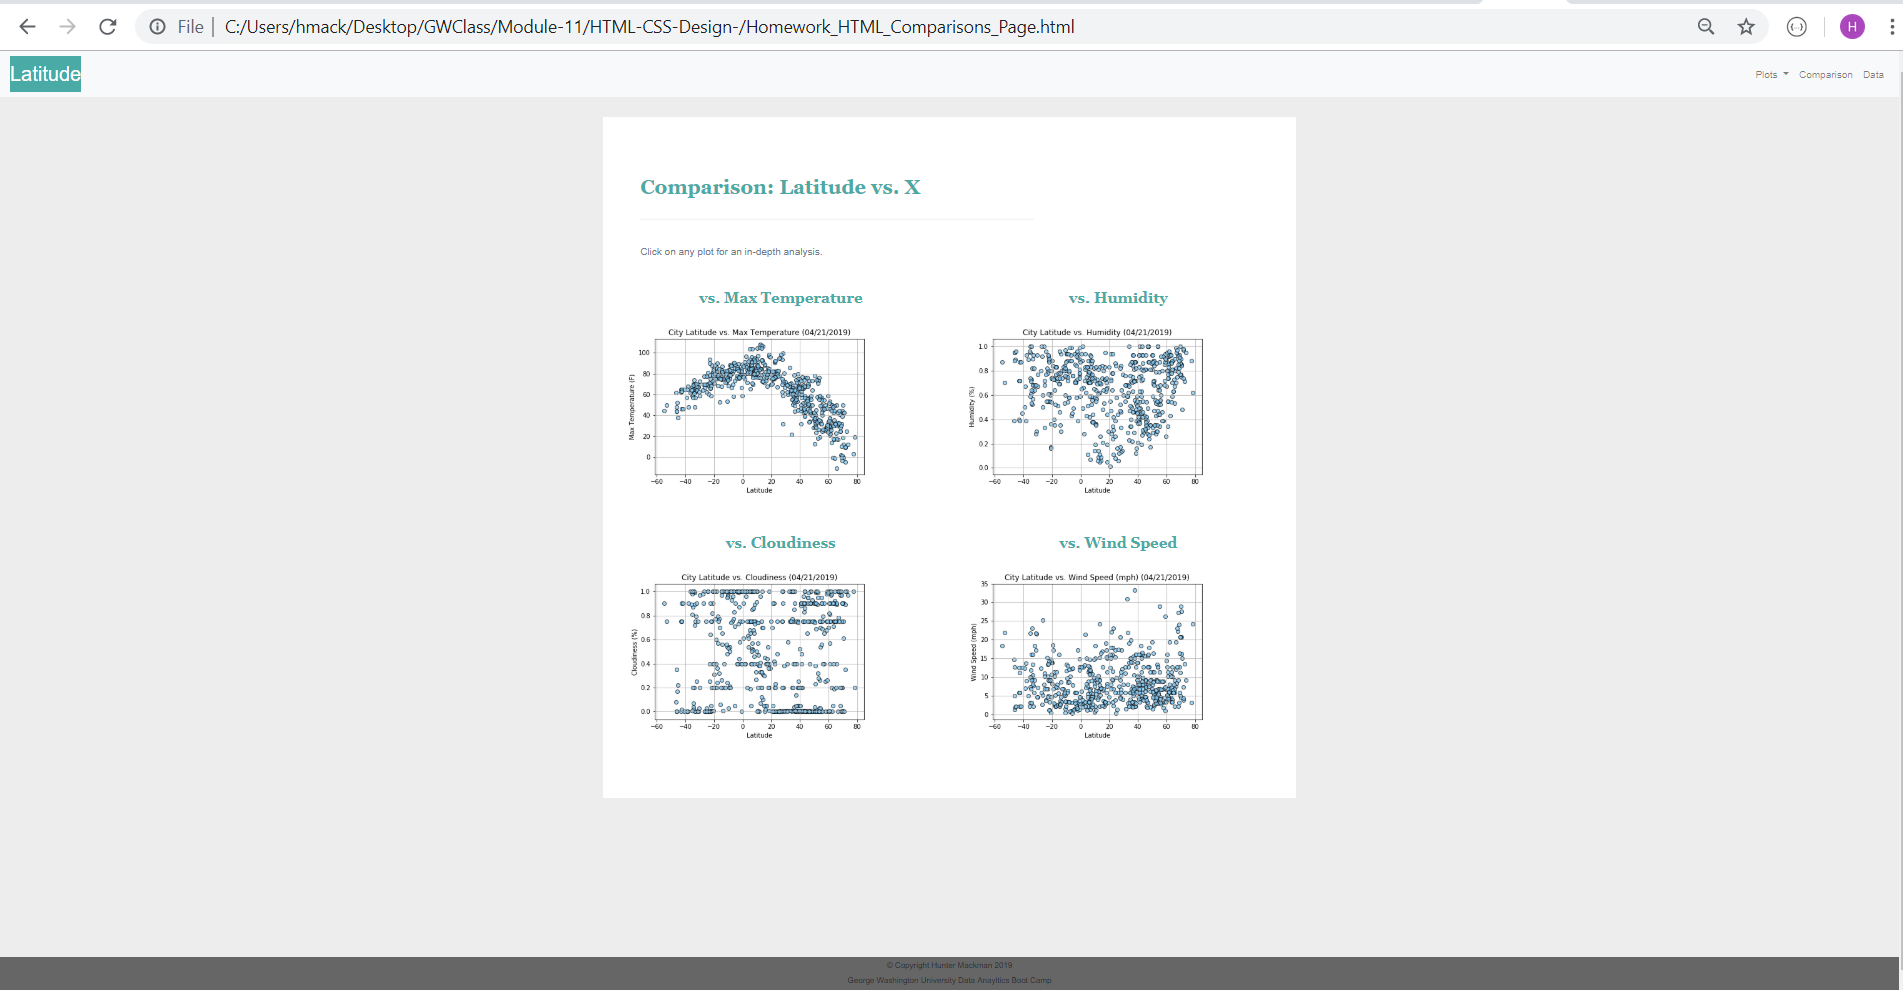 File | C:/Users/hmack/Desktop/GWClass/Module-11/HTML-CSS-Design-/Homework_HTML_Comparisons_Page.html
H
Latitude
Plots Comparison Data
Comparison: Latitude vs. X
Click on any plot for an in-depth analysis.
vs. Max Temperature
City Latitude vs. Max Temperature (04/21/2019)
Max Temperature (F)
100
80
60
40
20
0
−60 −40 −20 0 20 40 60 80
Latitude
vs. Humidity
City Latitude vs. Humidity (04/21/2019)
Humidity (%)
1.0
0.8
0.6
0.4
0.2
0.0
−60 −40 −20 0 20 40 60 80
Latitude
vs. Cloudiness
City Latitude vs. Cloudiness (04/21/2019)
Cloudiness (%)
1.0
0.8
0.6
0.4
0.2
0.0
−60 −40 −20 0 20 40 60 80
Latitude
vs. Wind Speed
City Latitude vs. Wind Speed (mph) (04/21/2019)
Wind Speed (mph)
35
30
25
20
15
10
5
0
−60 −40 −20 0 20 40 60 80
Latitude
© Copyright Hunter Mackman 2019
George Washington University Data Anayltics Boot Camp